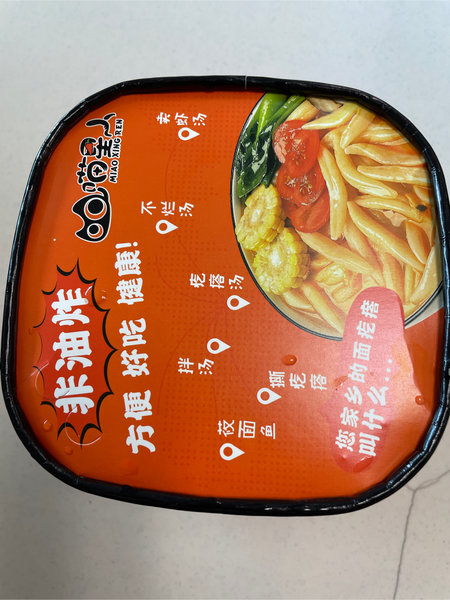 喵星人
MIAO XING REN
非油炸
方便 好吃 健康!
卖虾汤
不烂汤
疙瘩汤
拌汤
撕疙瘩
莜面鱼
您家乡的面疙瘩
叫什么...